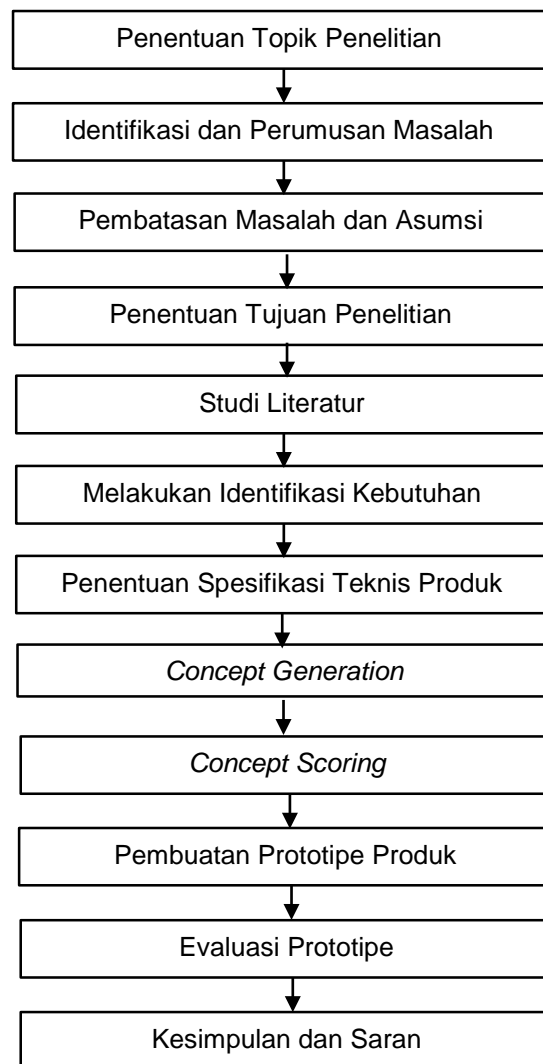 Penentuan Topik Penelitian
Identifikasi dan Perumusan Masalah
Pembatasan Masalah dan Asumsi
Penentuan Tujuan Penelitian
Studi Literatur
Melakukan Identifikasi Kebutuhan
Penentuan Spesifikasi Teknis Produk
Concept Generation
Concept Scoring
Pembuatan Prototipe Produk
Evaluasi Prototipe
Kesimpulan dan Saran